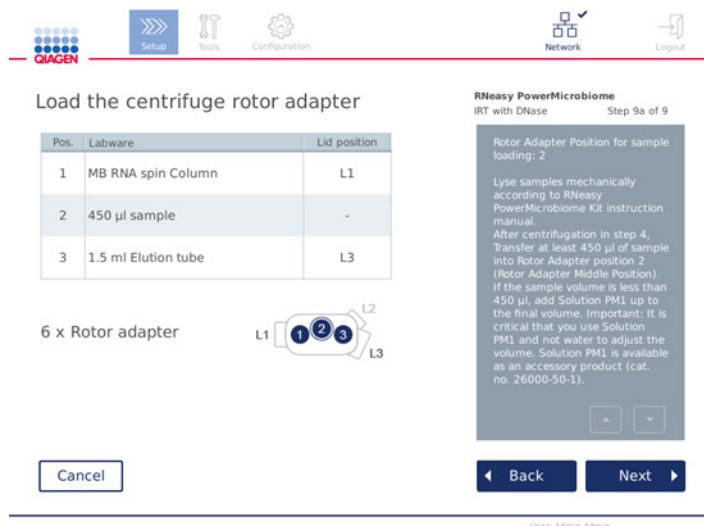 QIAGEN
Setup
Tools
Configuration
Network
Logout
Load the centrifuge rotor adapter
Pos. Labware Lid position
1 MB RNA spin Column L1
2 450 µl sample -
3 1.5 ml Elution tube L3
6 x Rotor adapter
L1 1 2 3 L2
L3
RNeasy PowerMicrobiome
IRT with DNase Step 9a of 9
Rotor Adapter Position for sample
loading: 2
Lyse samples mechanically
according to RNeasy
PowerMicrobiome Kit instruction
manual.
After centrifugation in step 4,
Transfer at least 450 µl of sample
into Rotor Adapter position 2
(Rotor Adapter Middle Position).
If the sample volume is less than
450 µl, add Solution PM1 up to
the final volume. Important: It is
critical that you use Solution
PM1 and not water to adjust the
volume. Solution PM1 is available
as an accessory product (cat.
no. 26000-50-1).
Cancel
Back
Next